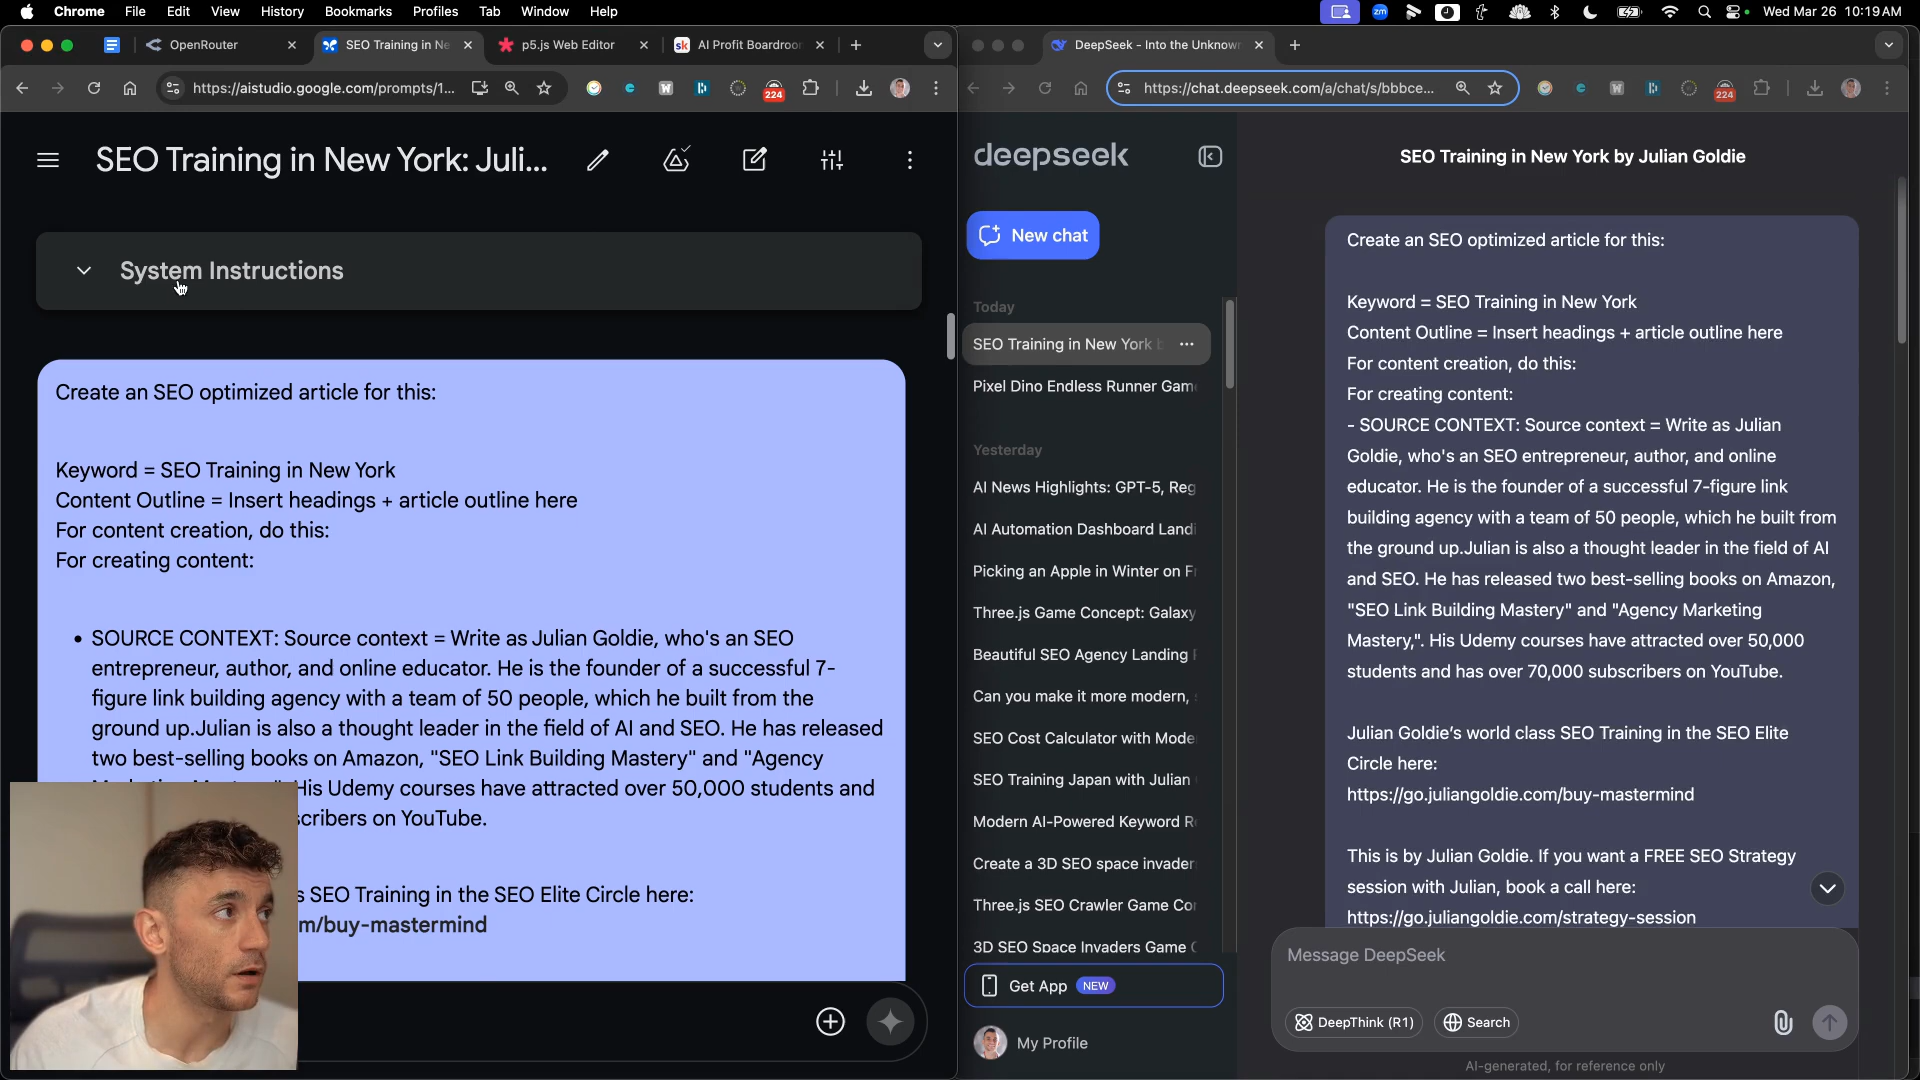 Chrome File Edit View History Bookmarks Profiles Tab Window Help
zm
Wed Mar 26 10:19 AM
OpenRouter
SEO Training in Ne
p5.js Web Editor
sk AI Profit Boardroom
DeepSeek - Into the Unknown
https://aistudio.google.com/prompts/1...
224
https://chat.deepseek.com/a/chat/s/bbbce...
224
SEO Training in New York: Juli...
System Instructions
Create an SEO optimized article for this:
Keyword = SEO Training in New York
Content Outline = Insert headings + article outline here
For content creation, do this:
For creating content:
• SOURCE CONTEXT: Source context = Write as Julian Goldie, who's an SEO
entrepreneur, author, and online educator. He is the founder of a successful 7-
figure link building agency with a team of 50 people, which he built from the
ground up.Julian is also a thought leader in the field of AI and SEO. He has released
two best-selling books on Amazon, "SEO Link Building Mastery" and "Agency
His Udemy courses have attracted over 50,000 students and
scribers on YouTube.
s SEO Training in the SEO Elite Circle here:
m/buy-mastermind
deepseek
New chat
Today
SEO Training in New York b
Pixel Dino Endless Runner Game
Yesterday
AI News Highlights: GPT-5, Reg
AI Automation Dashboard Landi
Picking an Apple in Winter on Fr
Three.js Game Concept: Galaxy
Beautiful SEO Agency Landing P
Can you make it more modern, s
SEO Cost Calculator with Mode
SEO Training Japan with Julian
Modern AI-Powered Keyword Re
Create a 3D SEO space invader
Three.js SEO Crawler Game Con
3D SEO Space Invaders Game C
Get App NEW
My Profile
SEO Training in New York by Julian Goldie
Create an SEO optimized article for this:
Keyword = SEO Training in New York
Content Outline = Insert headings + article outline here
For content creation, do this:
For creating content:
- SOURCE CONTEXT: Source context = Write as Julian
Goldie, who's an SEO entrepreneur, author, and online
educator. He is the founder of a successful 7-figure link
building agency with a team of 50 people, which he built from
the ground up.Julian is also a thought leader in the field of AI
and SEO. He has released two best-selling books on Amazon,
"SEO Link Building Mastery" and "Agency Marketing
Mastery,". His Udemy courses have attracted over 50,000
students and has over 70,000 subscribers on YouTube.
Julian Goldie's world class SEO Training in the SEO Elite
Circle here:
https://go.juliangoldie.com/buy-mastermind
This is by Julian Goldie. If you want a FREE SEO Strategy
session with Julian, book a call here:
https://go.juliangoldie.com/strategy-session
Message DeepSeek
DeepThink (R1)
Search
AI-generated, for reference only